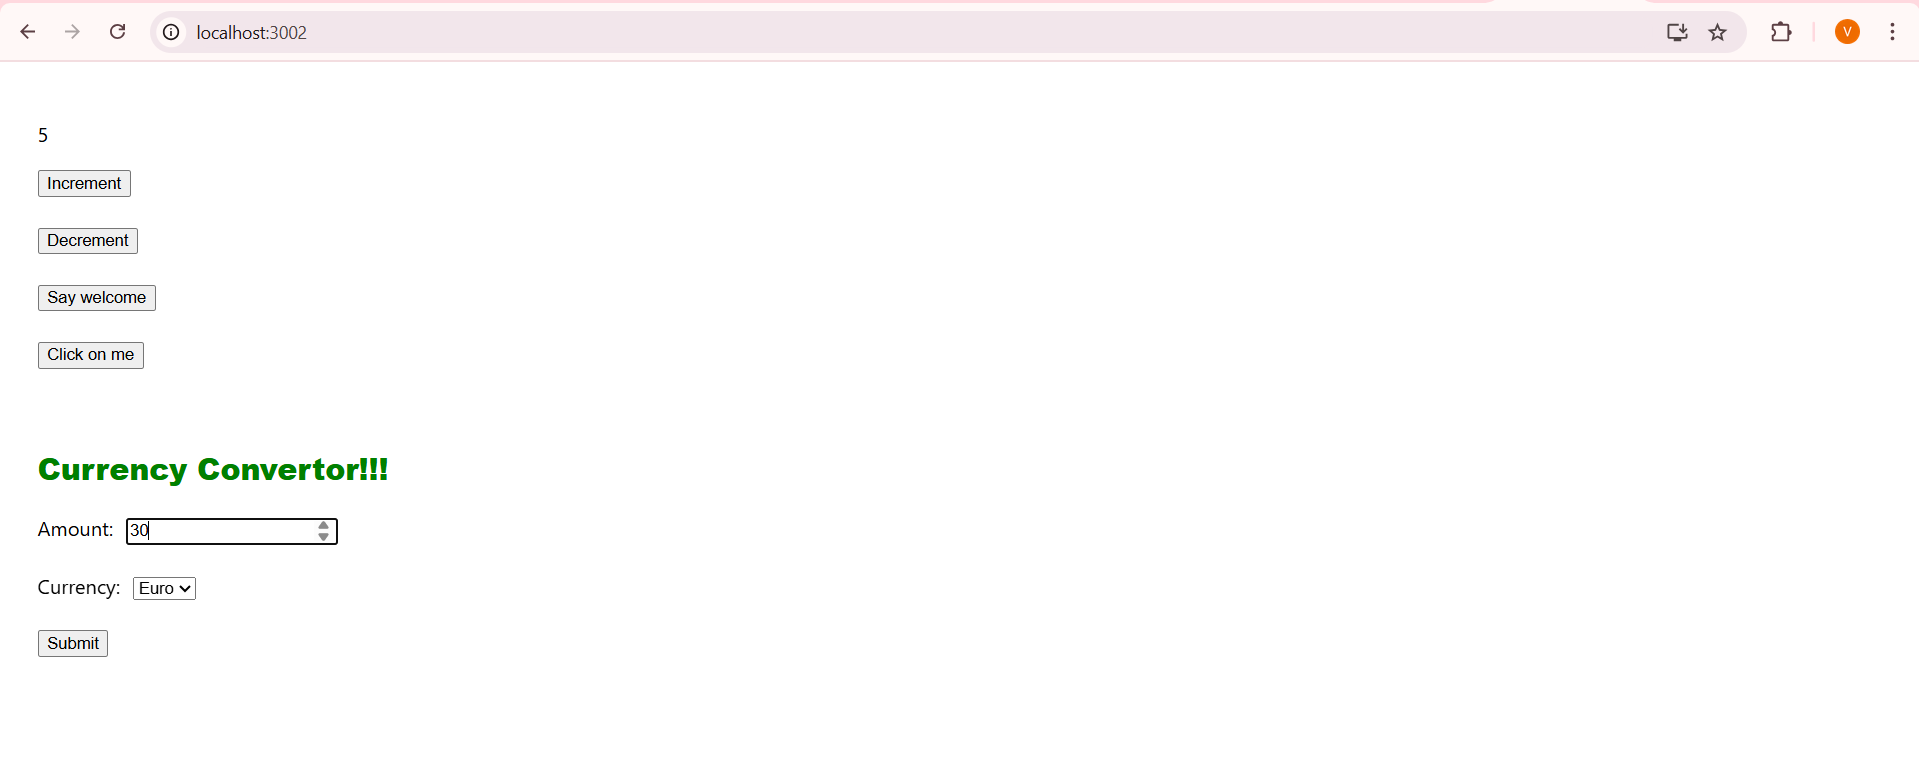 localhost:3002
V
5
Increment
Decrement
Say welcome
Click on me
Currency Convertor!!!
Amount: 30
Currency: Euro
Submit